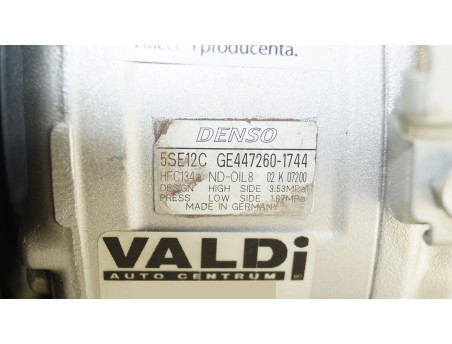 producenta.
DENSO
5SE12C GE447260-1744
HFC134a ND-OIL8 02 K 07200
DESIGN HIGH SIDE 3.53MPa
PRESS LOW SIDE 1.67MPa
MADE IN GERMANY
VALDi
AUTO CENTRUM